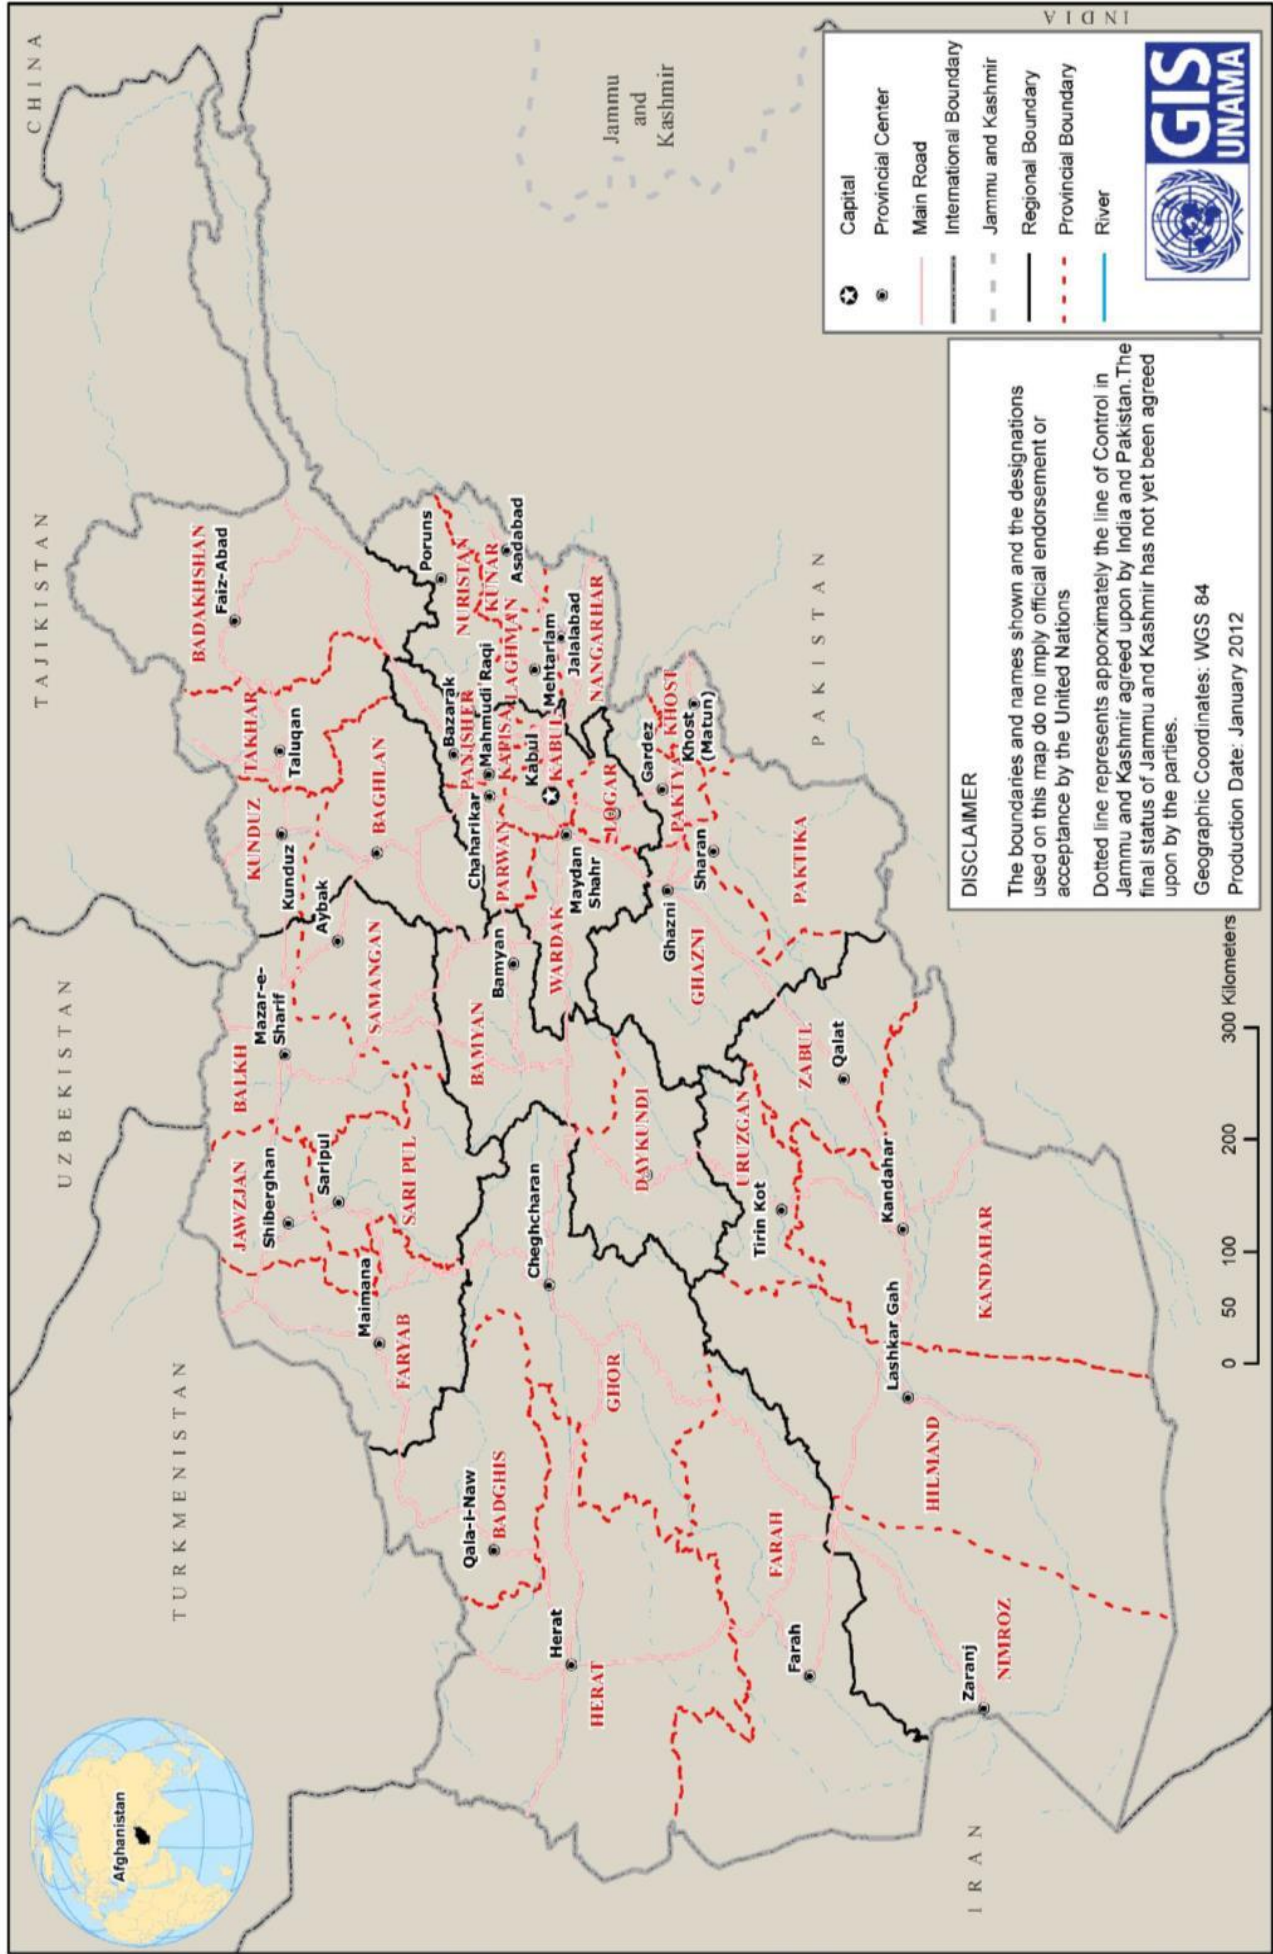 Afghanistan
CHINA
TAJIKISTAN
UZBEKISTAN
TURKMENISTAN
IRAN
PAKISTAN
INDIA
Jammu
and
Kashmir
BADAKHSHAN
Faiz-Abad
TAKHAR
Taluqan
KUNDUZ
Kunduz
BAGHLAN
Aybak
SAMANGAN
Mazar-e-
Sharif
BALKH
JAWZJAN
Shiberghan
Saripul
SARI PUL
Maimana
FARYAB
Qala-i-Naw
BADGHIS
Herat
HERAT
Cheghcharan
GHOR
Farah
FARAH
Zaranj
NIMROZ
Lashkar Gah
HILMAND
Kandahar
KANDAHAR
Tirin Kot
URUZGAN
Qalat
ZABUL
DAYKUNDI
Bamyan
BAMYAN
WARDAK
Maydan
Shahr
Ghazni
GHAZNI
Sharan
PAKTIKA
Gardez
PAKTYA
Khost
(Matun)
KHOST
LOGAR
Kabul
KABUL
Chaharikar
PARWAN
Mahmudi Raqi
KAPISA
Bazarak
PANJSHER
Poruns
NURISTAN
Asadabad
KUNAR
Mehtarlam
LAGHMAN
Jalalabad
NANGARHAR
0 50 100 200 300 Kilometers
DISCLAIMER
The boundaries and names shown and the designations
used on this map do no imply official endorsement or
acceptance by the United Nations
Dotted line represents apporximately the line of Control in
Jammu and Kashmir agreed upon by India and Pakistan.The
final status of Jammu and Kashmir has not yet been agreed
upon by the parties.
Geographic Coordinates: WGS 84
Production Date: January 2012
Capital
Provincial Center
Main Road
International Boundary
Jammu and Kashmir
Regional Boundary
Provincial Boundary
River
GIS
UNAMA